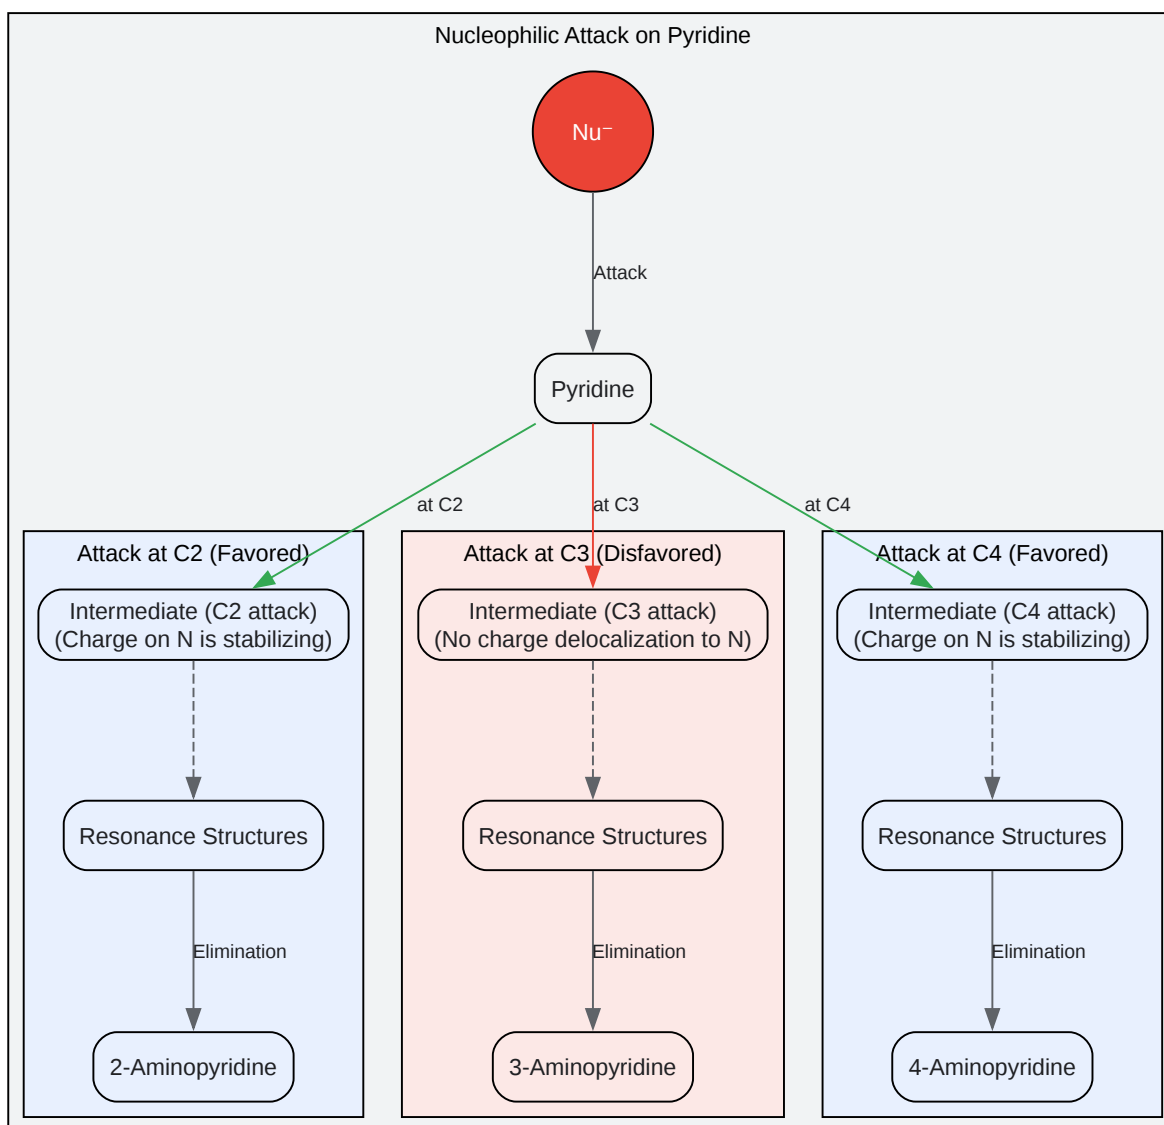 Nucleophilic Attack on Pyridine
Nu⁻
Attack
Pyridine
at C2
at C3
at C4
Attack at C2 (Favored)
Attack at C3 (Disfavored)
Attack at C4 (Favored)
Intermediate (C2 attack)
(Charge on N is stabilizing)
Intermediate (C3 attack)
(No charge delocalization to N)
Intermediate (C4 attack)
(Charge on N is stabilizing)
Resonance Structures
Resonance Structures
Resonance Structures
Elimination
Elimination
Elimination
2-Aminopyridine
3-Aminopyridine
4-Aminopyridine